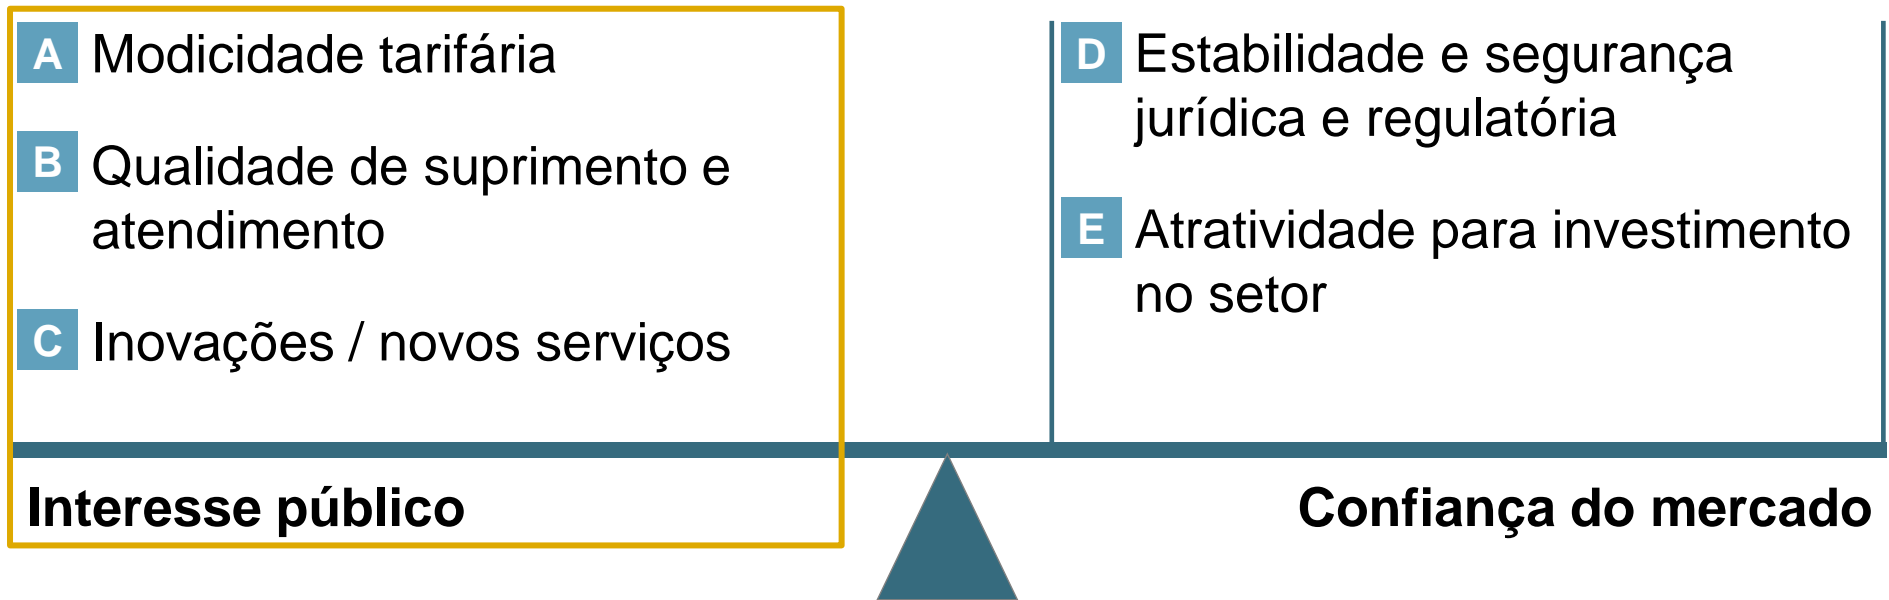 A Modicidade tarifária
B Qualidade de suprimento e
atendimento
C Inovações / novos serviços
Interesse público
D Estabilidade e segurança
jurídica e regulatória
E Atratividade para investimento
no setor
Confiança do mercado